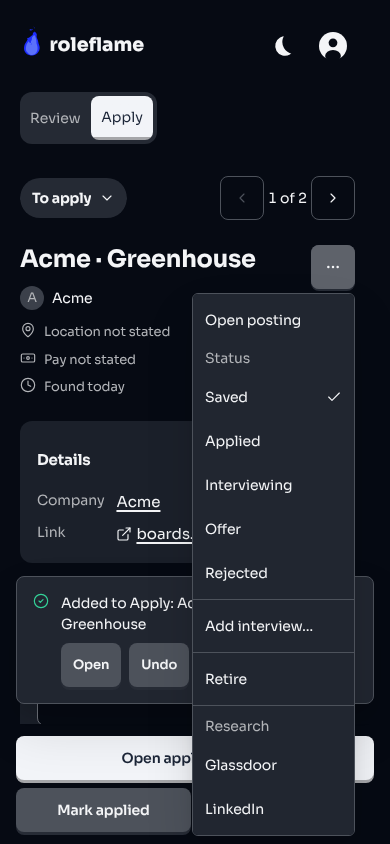 roleflame
Review
Apply
To apply
1 of 2
Acme · Greenhouse
...
A
Acme
Location not stated
Pay not stated
Found today
Open posting
Status
Saved
Applied
Interviewing
Offer
Rejected
Add interview...
Retire
Research
Glassdoor
LinkedIn
Details
Company
Acme
Link
boards.
Added to Apply:
Greenhouse
Open
Undo
Open
Mark applied